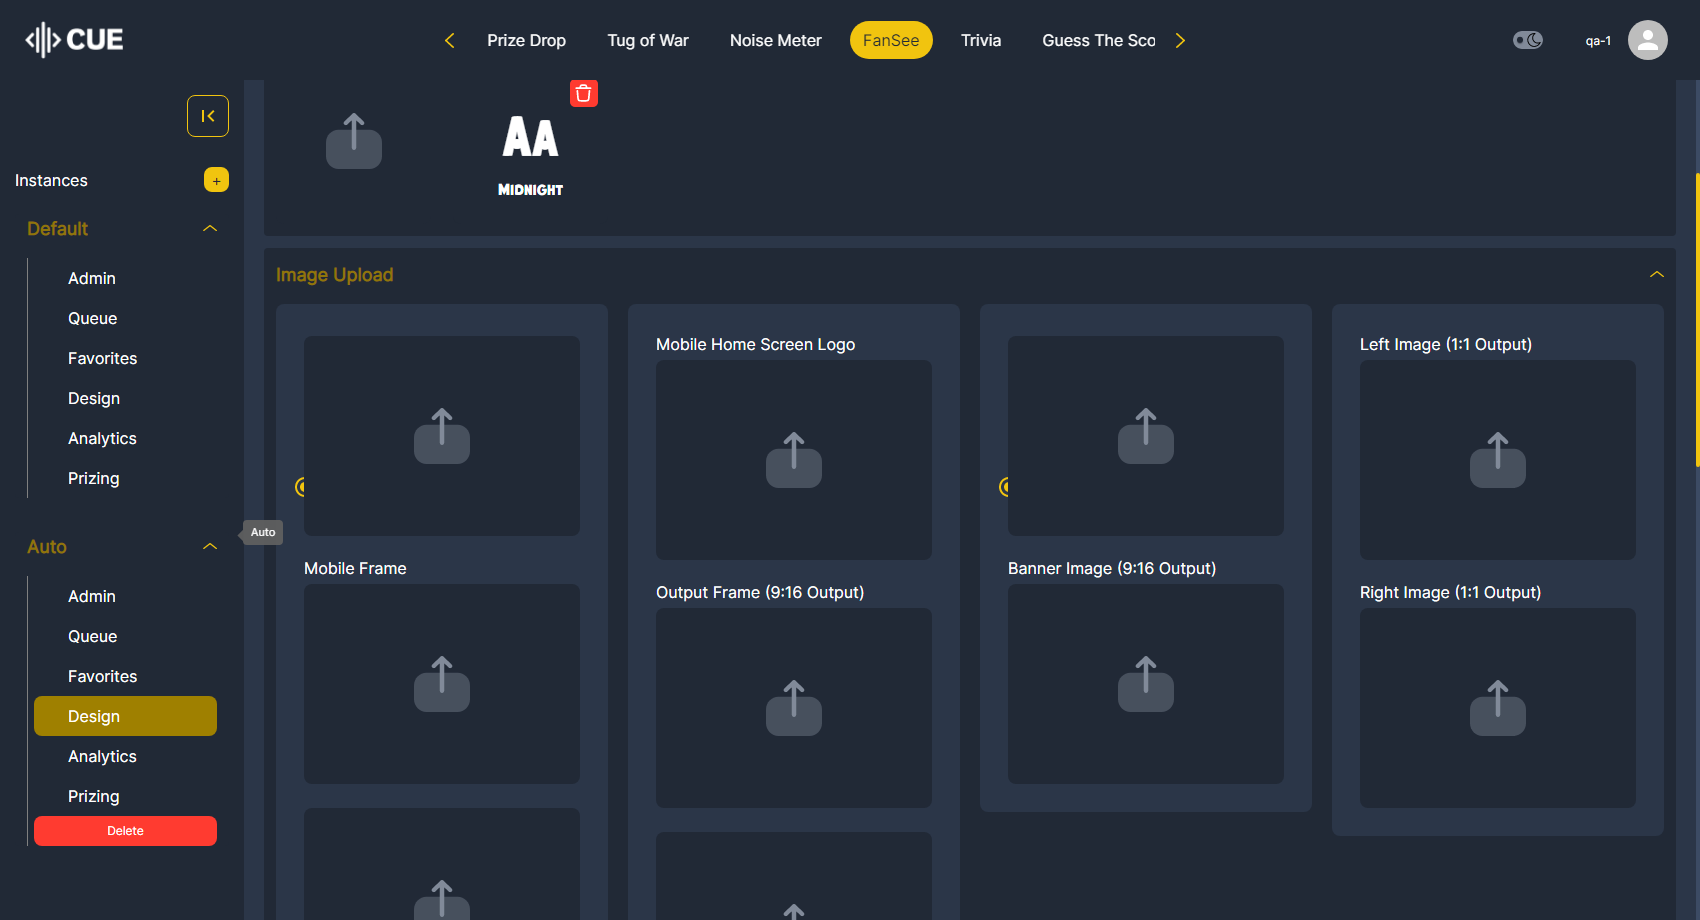 CUE
Prize Drop
Tug of War
Noise Meter
FanSee
Trivia
Guess The Sco
qa-1
Instances
+
Default
Admin
Queue
Favorites
Design
Analytics
Prizing
Auto
Auto
Admin
Queue
Favorites
Design
Analytics
Prizing
Delete
AA
MIDNIGHT
Image Upload
Mobile Home Screen Logo
Left Image (1:1 Output)
Mobile Frame
Output Frame (9:16 Output)
Banner Image (9:16 Output)
Right Image (1:1 Output)